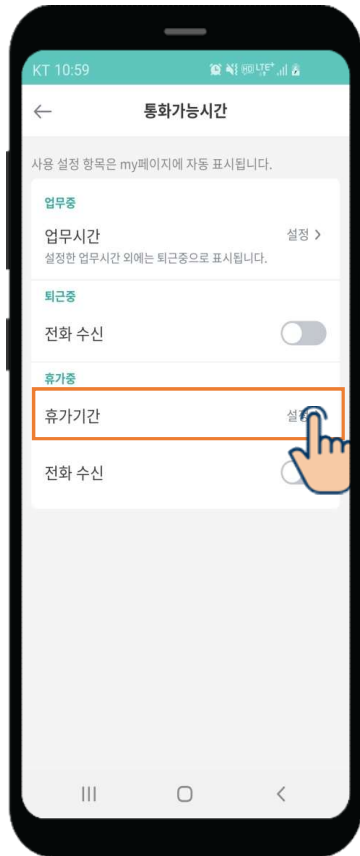 KT 10:59
HD LTE+
통화가능시간
사용 설정 항목은 my페이지에 자동 표시됩니다.
업무중
업무시간 설정
설정한 업무시간 외에는 퇴근중으로 표시됩니다.
퇴근중
전화 수신
휴가중
휴가기간
전화 수신